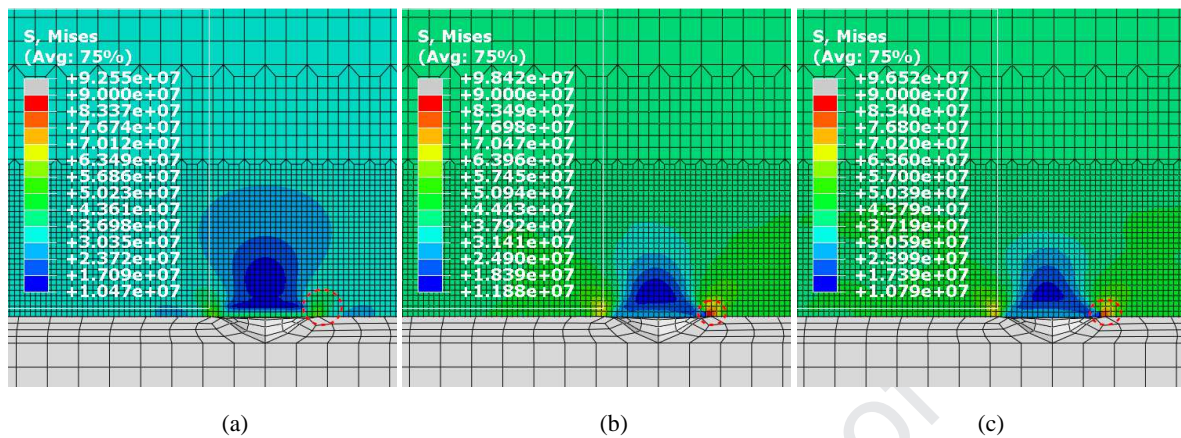 S, Mises
(Avg: 75%)
+9.255e+07
+9.000e+07
+8.337e+07
+7.674e+07
+7.012e+07
+6.349e+07
+5.686e+07
+5.023e+07
+4.361e+07
+3.698e+07
+3.035e+07
+2.372e+07
+1.709e+07
+1.047e+07
S, Mises
(Avg: 75%)
+9.842e+07
+9.000e+07
+8.349e+07
+7.698e+07
+7.047e+07
+6.396e+07
+5.745e+07
+5.094e+07
+4.443e+07
+3.792e+07
+3.141e+07
+2.490e+07
+1.839e+07
+1.188e+07
S, Mises
(Avg: 75%)
+9.652e+07
+9.000e+07
+8.340e+07
+7.680e+07
+7.020e+07
+6.360e+07
+5.700e+07
+5.039e+07
+4.379e+07
+3.719e+07
+3.059e+07
+2.399e+07
+1.739e+07
+1.079e+07
(a)
(b)
(c)